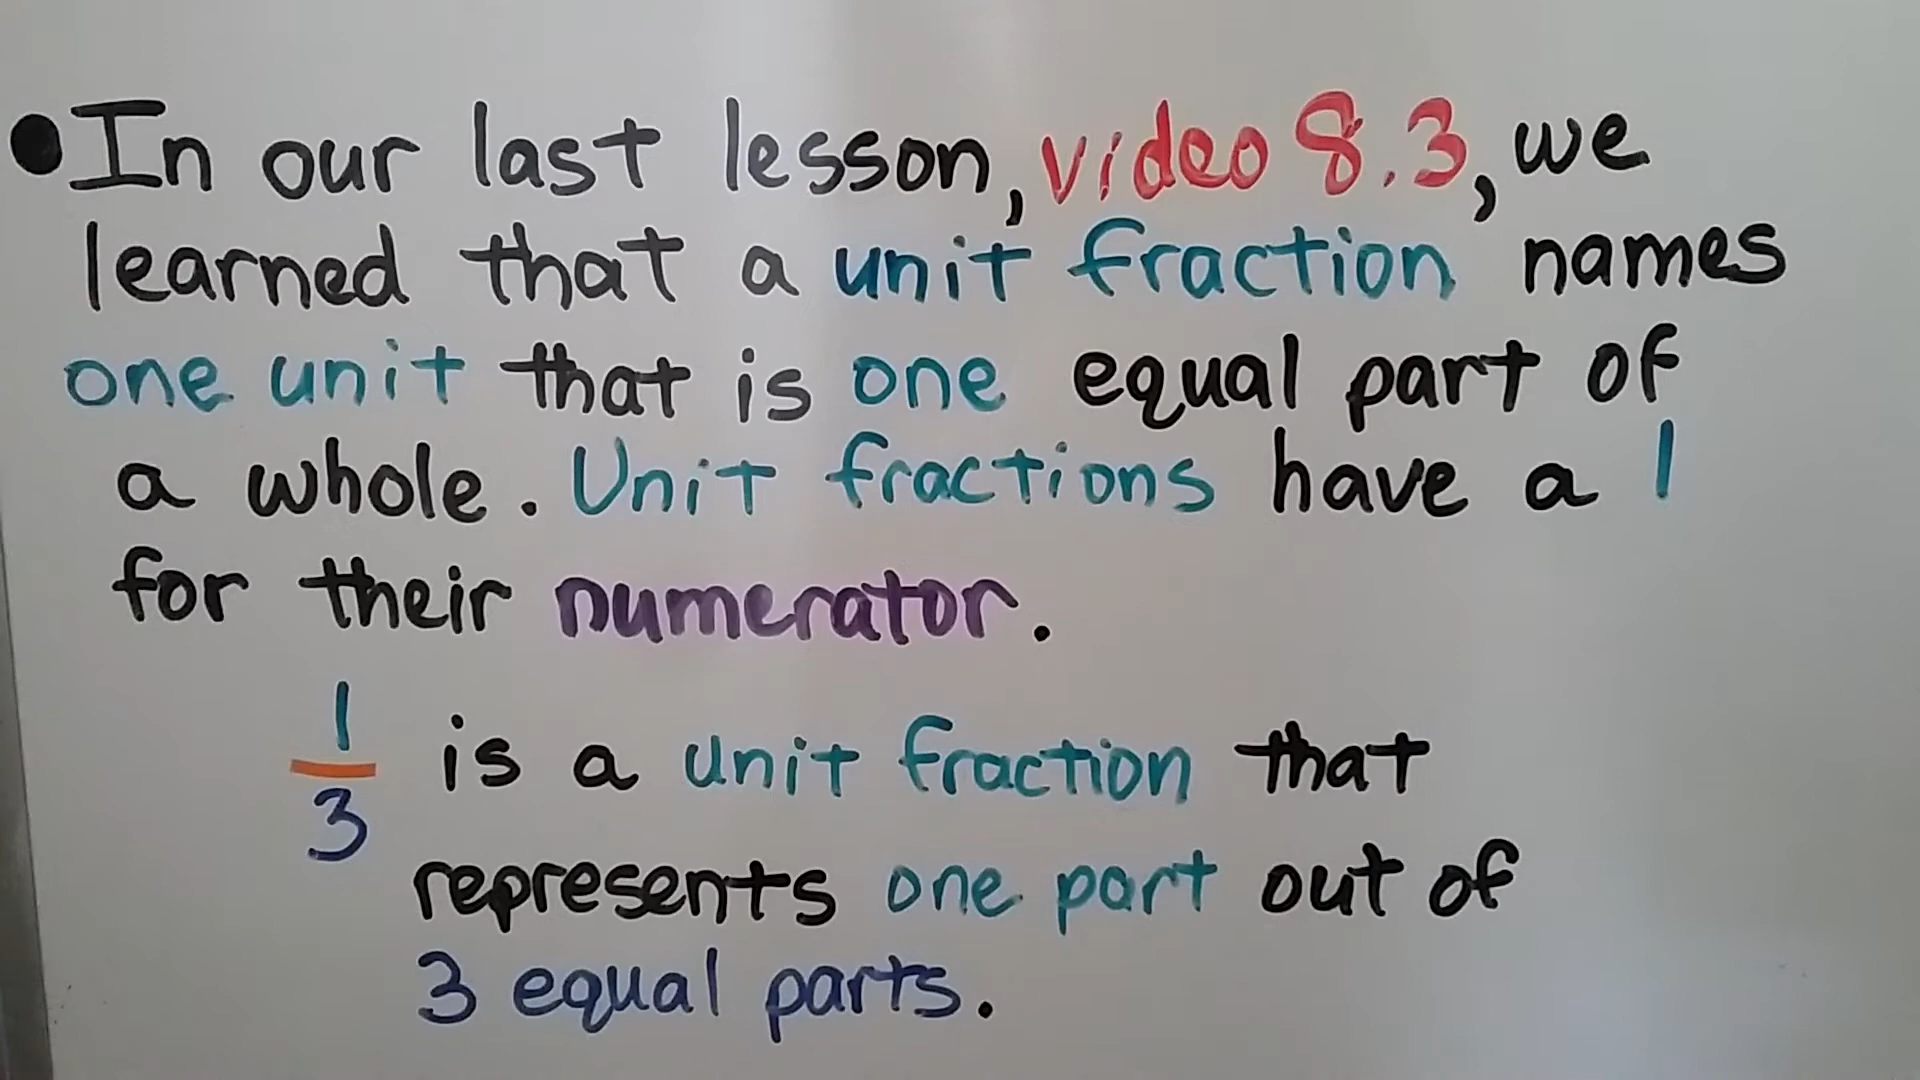 • In our last lesson, video 8.3, we
learned that a unit fraction names
one unit that is one equal part of
a whole. Unit fractions have a 1
for their numerator.
1/3 is a unit fraction that
represents one part out of
3 equal parts.